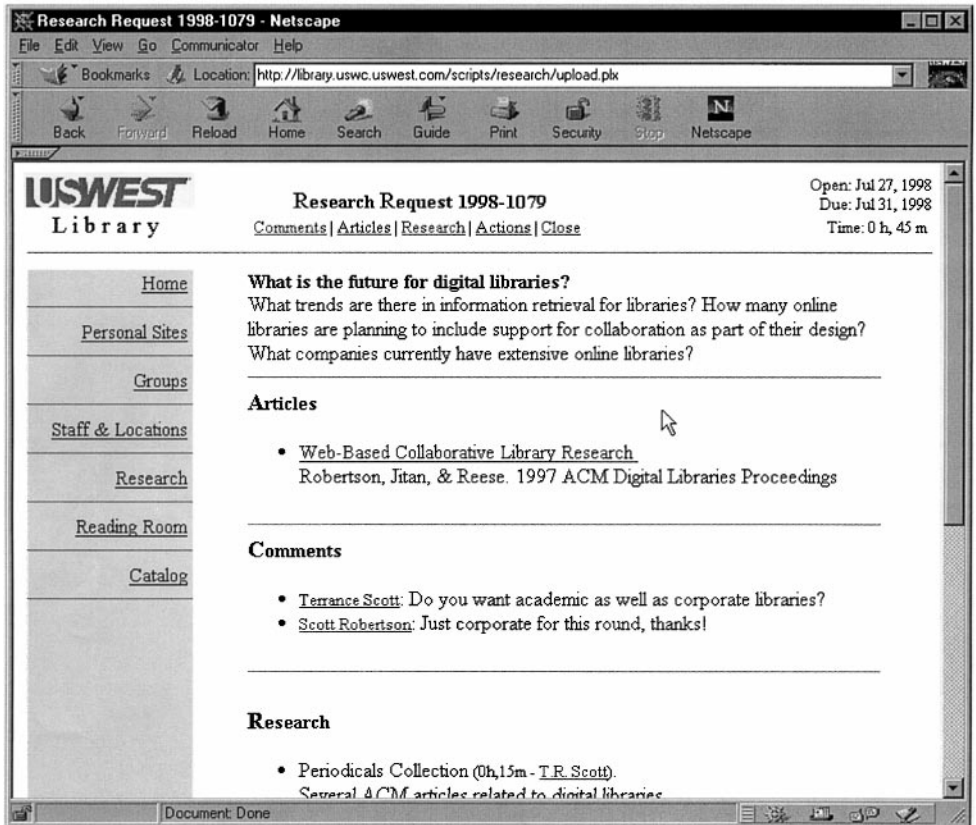 Research Request 1998-1079 - Netscape
File Edit View Go Communicator Help
Bookmarks Location: http://library.uswc.uswest.com/scripts/research/upload.plx
Back Forward Reload Home Search Guide Print Security Stop Netscape
N
USWEST
Library
Research Request 1998-1079
Comments | Articles | Research | Actions | Close
Open: Jul 27, 1998
Due: Jul 31, 1998
Time: 0 h, 45 m
Home
Personal Sites
Groups
Staff & Locations
Research
Reading Room
Catalog
What is the future for digital libraries?
What trends are there in information retrieval for libraries? How many online
libraries are planning to include support for collaboration as part of their design?
What companies currently have extensive online libraries?
Articles
• Web-Based Collaborative Library Research
Robertson, Jitan, & Reese. 1997 ACM Digital Libraries Proceedings
Comments
• Terrance Scott: Do you want academic as well as corporate libraries?
• Scott Robertson: Just corporate for this round, thanks!
Research
• Periodicals Collection (0h,15m - T.R. Scott).
Several ACM articles related to digital libraries
Document: Done